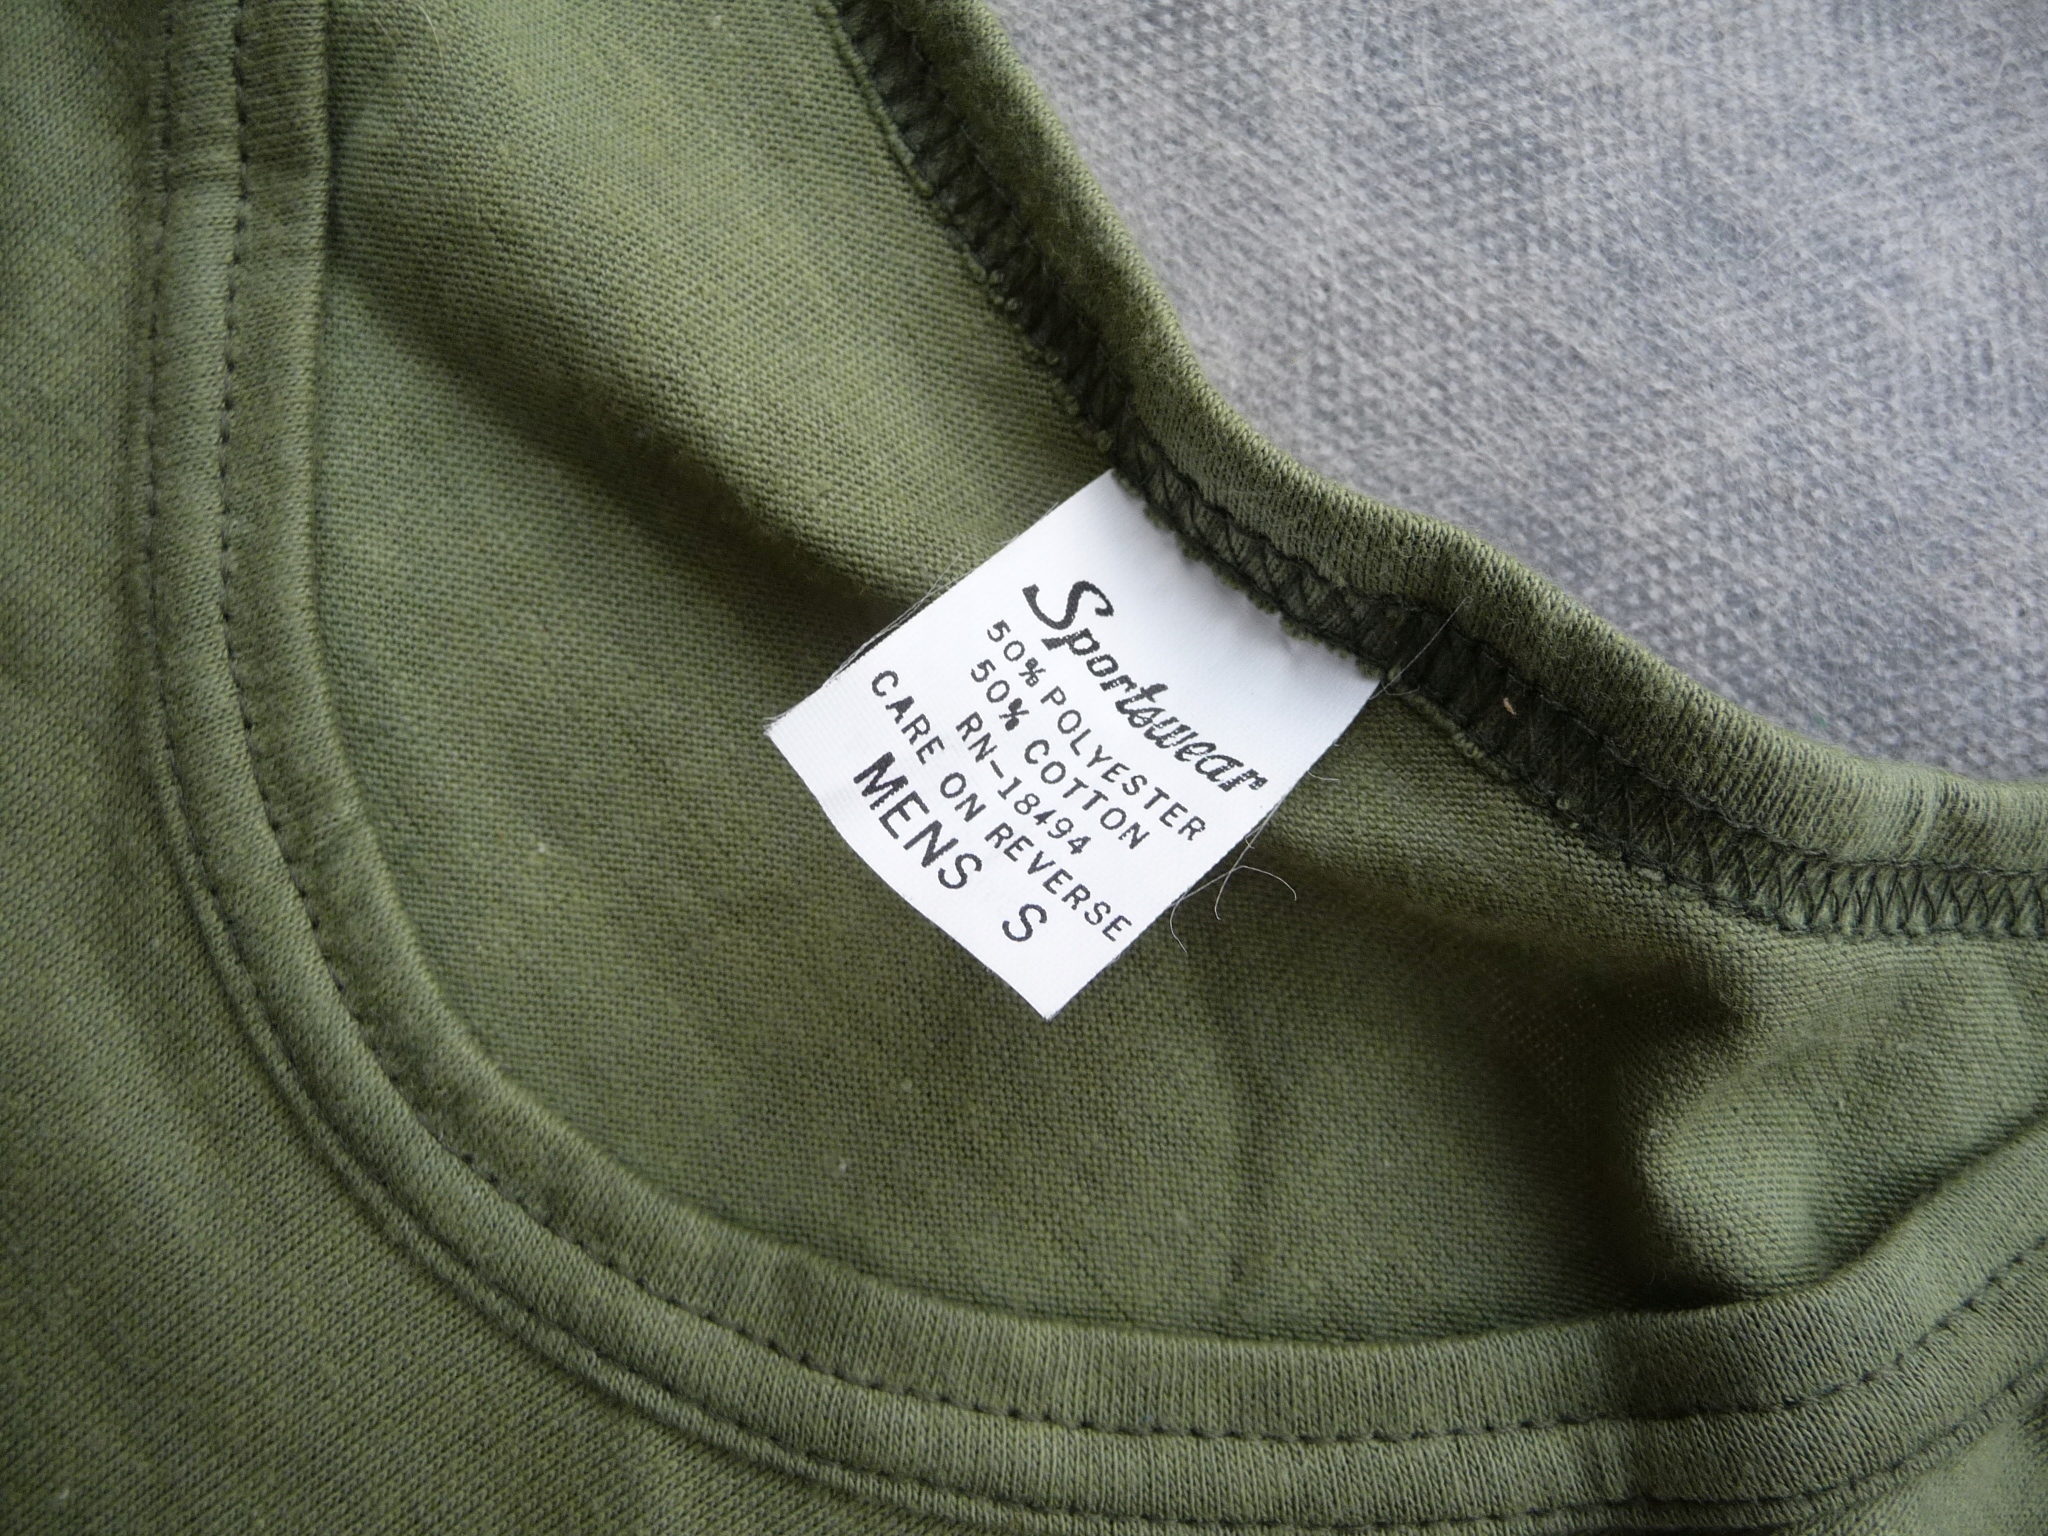 Sportswear
50% POLYESTER
50% COTTON
RN-18494
CARE ON REVERSE
MENS S